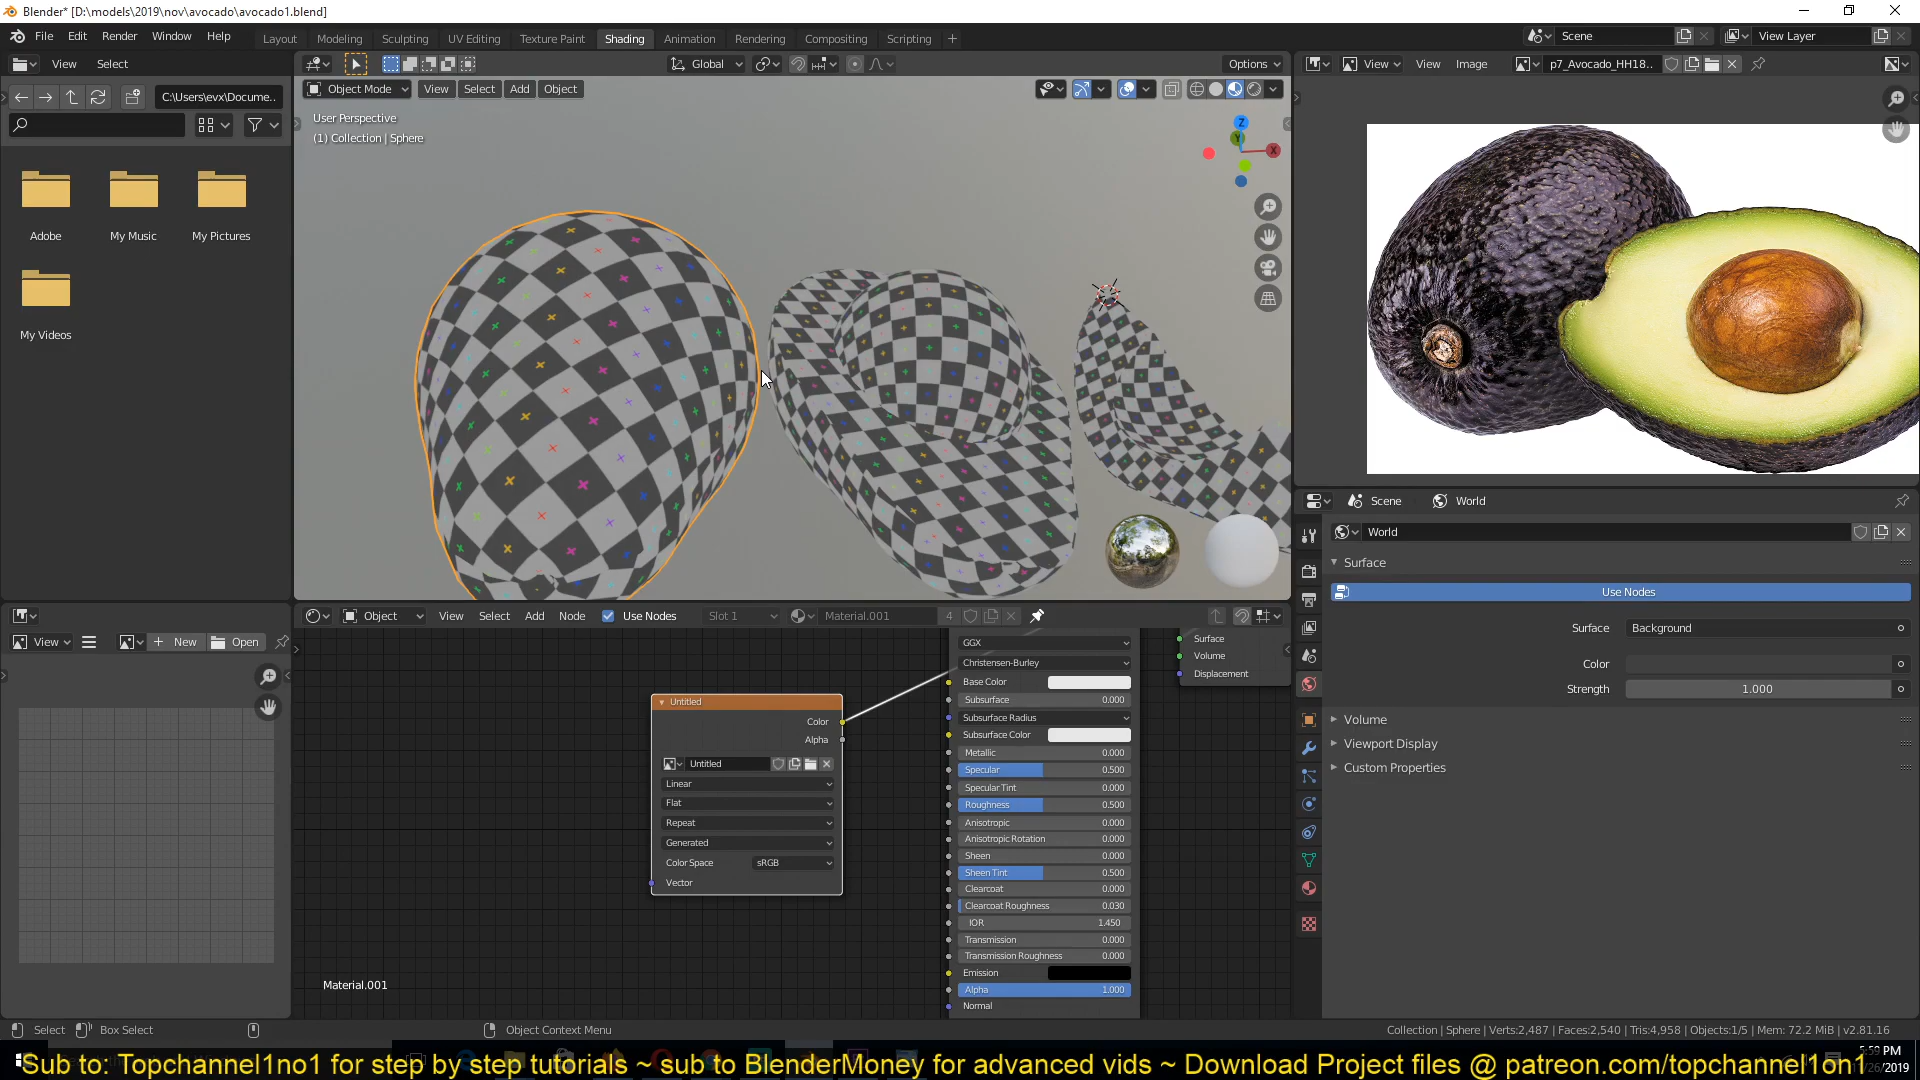 Blender* [D:\models\2019\nov\avocado\avocado1.blend]
File Edit Render Window Help
Layout Modeling Sculpting UV Editing Texture Paint Shading Animation Rendering Compositing Scripting +
Scene
View Layer
View Select
Global
Options
View
View Image
p7_Avocado_HH18..
C:\Users\evx\Docume..
Object Mode
View Select Add Object
User Perspective
(1) Collection | Sphere
Z
Y
X
Adobe
My Music
My Pictures
My Videos
Scene
World
World
Surface
Use Nodes
Surface
Background
Color
Strength
1.000
Volume
Viewport Display
Custom Properties
Object
View Select Add Node
Use Nodes
Slot 1
Material.001
4
View
New
Open
Untitled
Color
Alpha
Untitled
Linear
Flat
Repeat
Generated
Color Space
sRGB
Vector
GGX
Christensen-Burley
Base Color
Subsurface 0.000
Subsurface Radius
Subsurface Color
Metallic 0.000
Specular 0.500
Specular Tint 0.000
Roughness 0.500
Anisotropic 0.000
Anisotropic Rotation 0.000
Sheen 0.000
Sheen Tint 0.500
Clearcoat 0.000
Clearcoat Roughness 0.030
IOR 1.450
Transmission 0.000
Transmission Roughness 0.000
Emission
Alpha 1.000
Normal
Surface
Volume
Displacement
Material.001
Select
Box Select
Object Context Menu
Collection | Sphere | Verts:2,487 | Faces:2,540 | Tris:4,958 | Objects:1/5 | Mem: 72.2 MiB | v2.81.16
Sub to: Topchannel1no1 for step by step tutorials ~ sub to BlenderMoney for advanced vids ~ Download Project files @ patreon.com/topchannel1on1